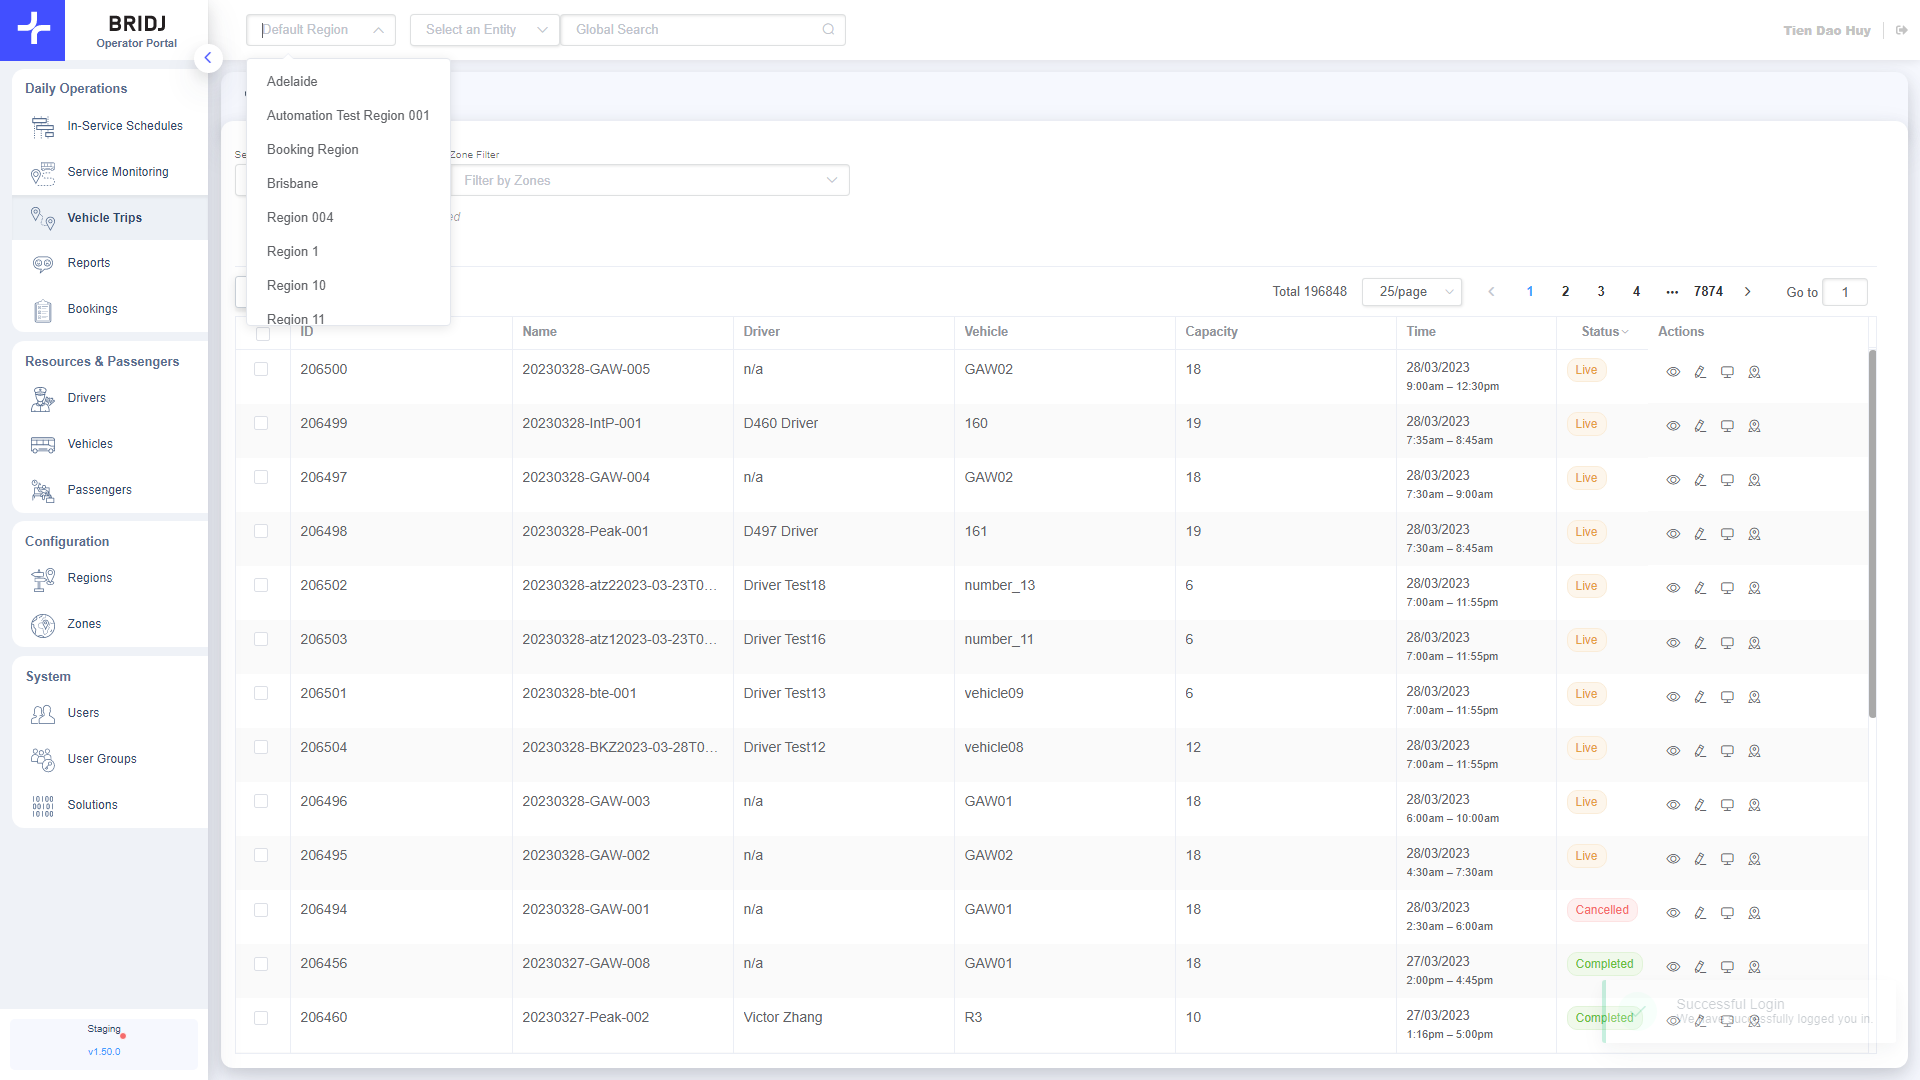 BRIDJ
Operator Portal
Default Region
Select an Entity
Global Search
Tien Dao Huy
Daily Operations
In-Service Schedules
Service Monitoring
Vehicle Trips
Reports
Bookings
Resources & Passengers
Drivers
Vehicles
Passengers
Configuration
Regions
Zones
System
Users
User Groups
Solutions
Staging
v1.50.0
Adelaide
Automation Test Region 001
Booking Region
Brisbane
Region 004
Region 1
Region 10
Region 11
Zone Filter
Filter by Zones
Total 196848 25/page 1 2 3 4 ••• 7874 Go to 1
ID Name Driver Vehicle Capacity Time Status Actions
206500 20230328-GAW-005 n/a GAW02 18 28/03/2023 Live
9:00am – 12:30pm
206499 20230328-IntP-001 D460 Driver 160 19 28/03/2023 Live
7:35am – 8:45am
206497 20230328-GAW-004 n/a GAW02 18 28/03/2023 Live
7:30am – 9:00am
206498 20230328-Peak-001 D497 Driver 161 19 28/03/2023 Live
7:30am – 8:45am
206502 20230328-atz22023-03-23T0... Driver Test18 number_13 6 28/03/2023 Live
7:00am – 11:55pm
206503 20230328-atz12023-03-23T0... Driver Test16 number_11 6 28/03/2023 Live
7:00am – 11:55pm
206501 20230328-bte-001 Driver Test13 vehicle09 6 28/03/2023 Live
7:00am – 11:55pm
206504 20230328-BKZ2023-03-28T0... Driver Test12 vehicle08 12 28/03/2023 Live
7:00am – 11:55pm
206496 20230328-GAW-003 n/a GAW01 18 28/03/2023 Live
6:00am – 10:00am
206495 20230328-GAW-002 n/a GAW02 18 28/03/2023 Live
4:30am – 7:30am
206494 20230328-GAW-001 n/a GAW01 18 28/03/2023 Cancelled
2:30am – 6:00am
206456 20230327-GAW-008 n/a GAW01 18 27/03/2023 Completed
2:00pm – 4:45pm
206460 20230327-Peak-002 Victor Zhang R3 10 27/03/2023 Completed
1:16pm – 5:00pm
Successful Login
We have successfully logged you in.